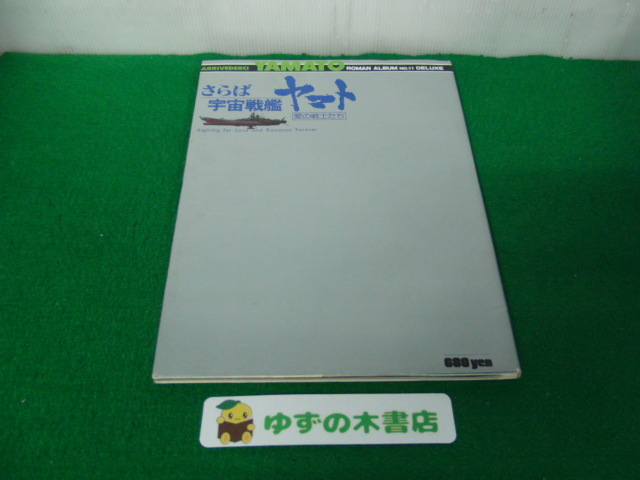 ARRIVEDERCI YAMATO ROMAN ALBUM NO.11 DELUXE
さらば
宇宙戦艦 ヤマト
愛の戦士たち
680 yen
ゆずの木書店